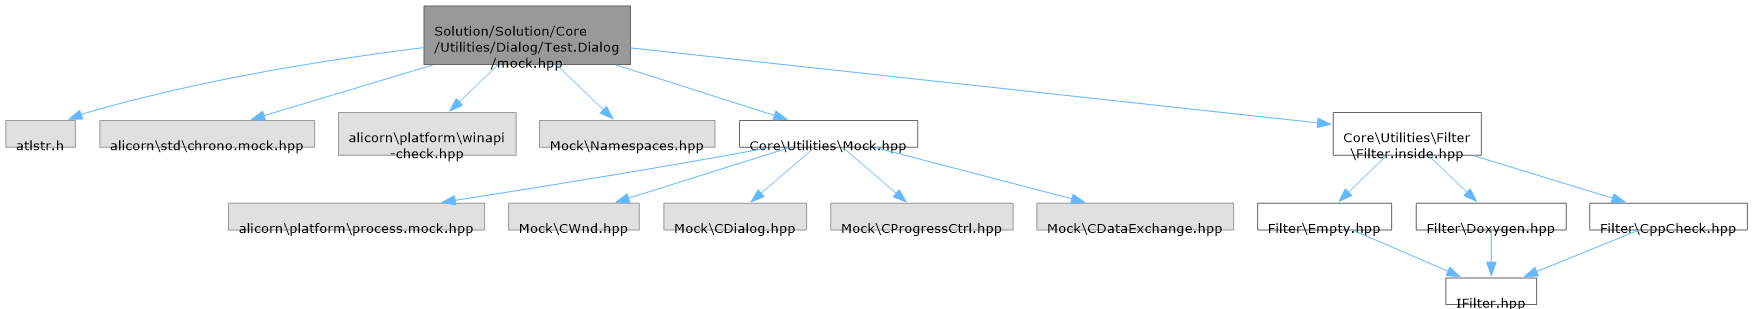 Solution/Solution/Core
/Utilities/Dialog/Test.Dialog
/mock.hpp
atlstr.h
alicorn\std\chrono.mock.hpp
alicorn\platform\winapi
-check.hpp
Mock\Namespaces.hpp
Core\Utilities\Mock.hpp
Core\Utilities\Filter
\Filter.inside.hpp
alicorn\platform\process.mock.hpp
Mock\CWnd.hpp
Mock\CDialog.hpp
Mock\CProgressCtrl.hpp
Mock\CDataExchange.hpp
Filter\Empty.hpp
Filter\Doxygen.hpp
Filter\CppCheck.hpp
IFilter.hpp